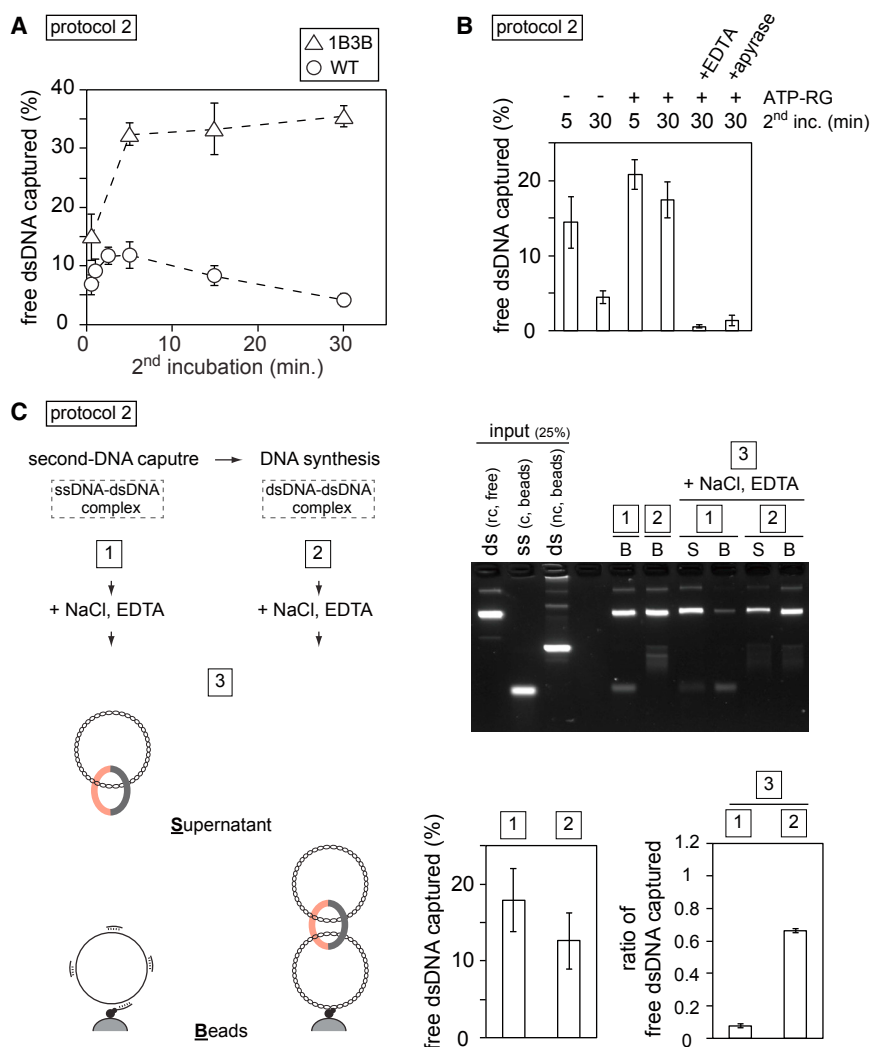 A protocol 2
1B3B
WT
free dsDNA captured (%)
40
30
20
10
0
0 10 20 30
2nd incubation (min.)
B protocol 2
+EDTA
+apyrase
- - + + + + ATP-RG
5 30 5 30 30 30 2nd inc. (min)
free dsDNA captured (%)
20
10
0
C protocol 2
second-DNA caputre → DNA synthesis
ssDNA-dsDNA complex
dsDNA-dsDNA complex
1 2
+ NaCl, EDTA + NaCl, EDTA
3
Supernatant
Beads
input (25%)
ds (rc, free)
ss (c, beads)
ds (nc, beads)
3
+ NaCl, EDTA
1 2 1 2
B B S B S B
free dsDNA captured (%)
20
10
0
1 2
3
1 2
ratio of
free dsDNA captured
1.2
1
0.8
0.6
0.4
0.2
0